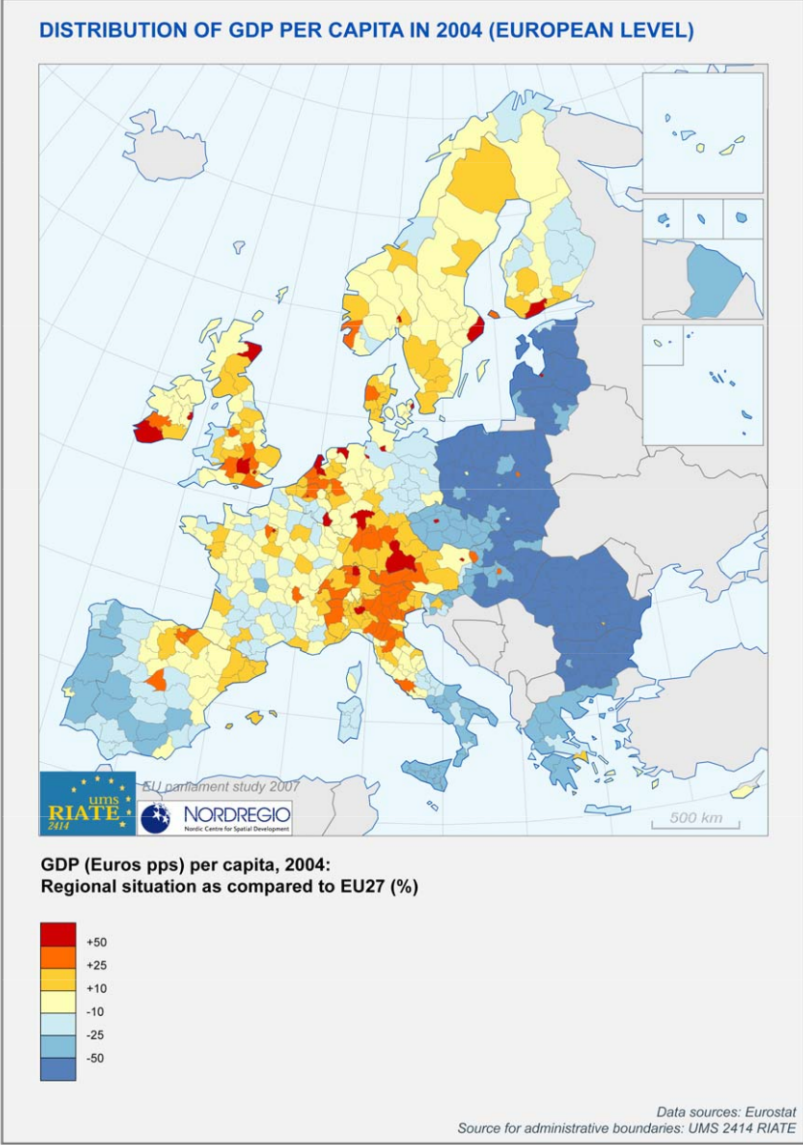 DISTRIBUTION OF GDP PER CAPITA IN 2004 (EUROPEAN LEVEL)
EU parliament study 2007
ums
RIATE
2414
NORDREGIO
Nordic Centre for Spatial Development
500 km
GDP (Euros pps) per capita, 2004:
Regional situation as compared to EU27 (%)
+50
+25
+10
-10
-25
-50
Data sources: Eurostat
Source for administrative boundaries: UMS 2414 RIATE